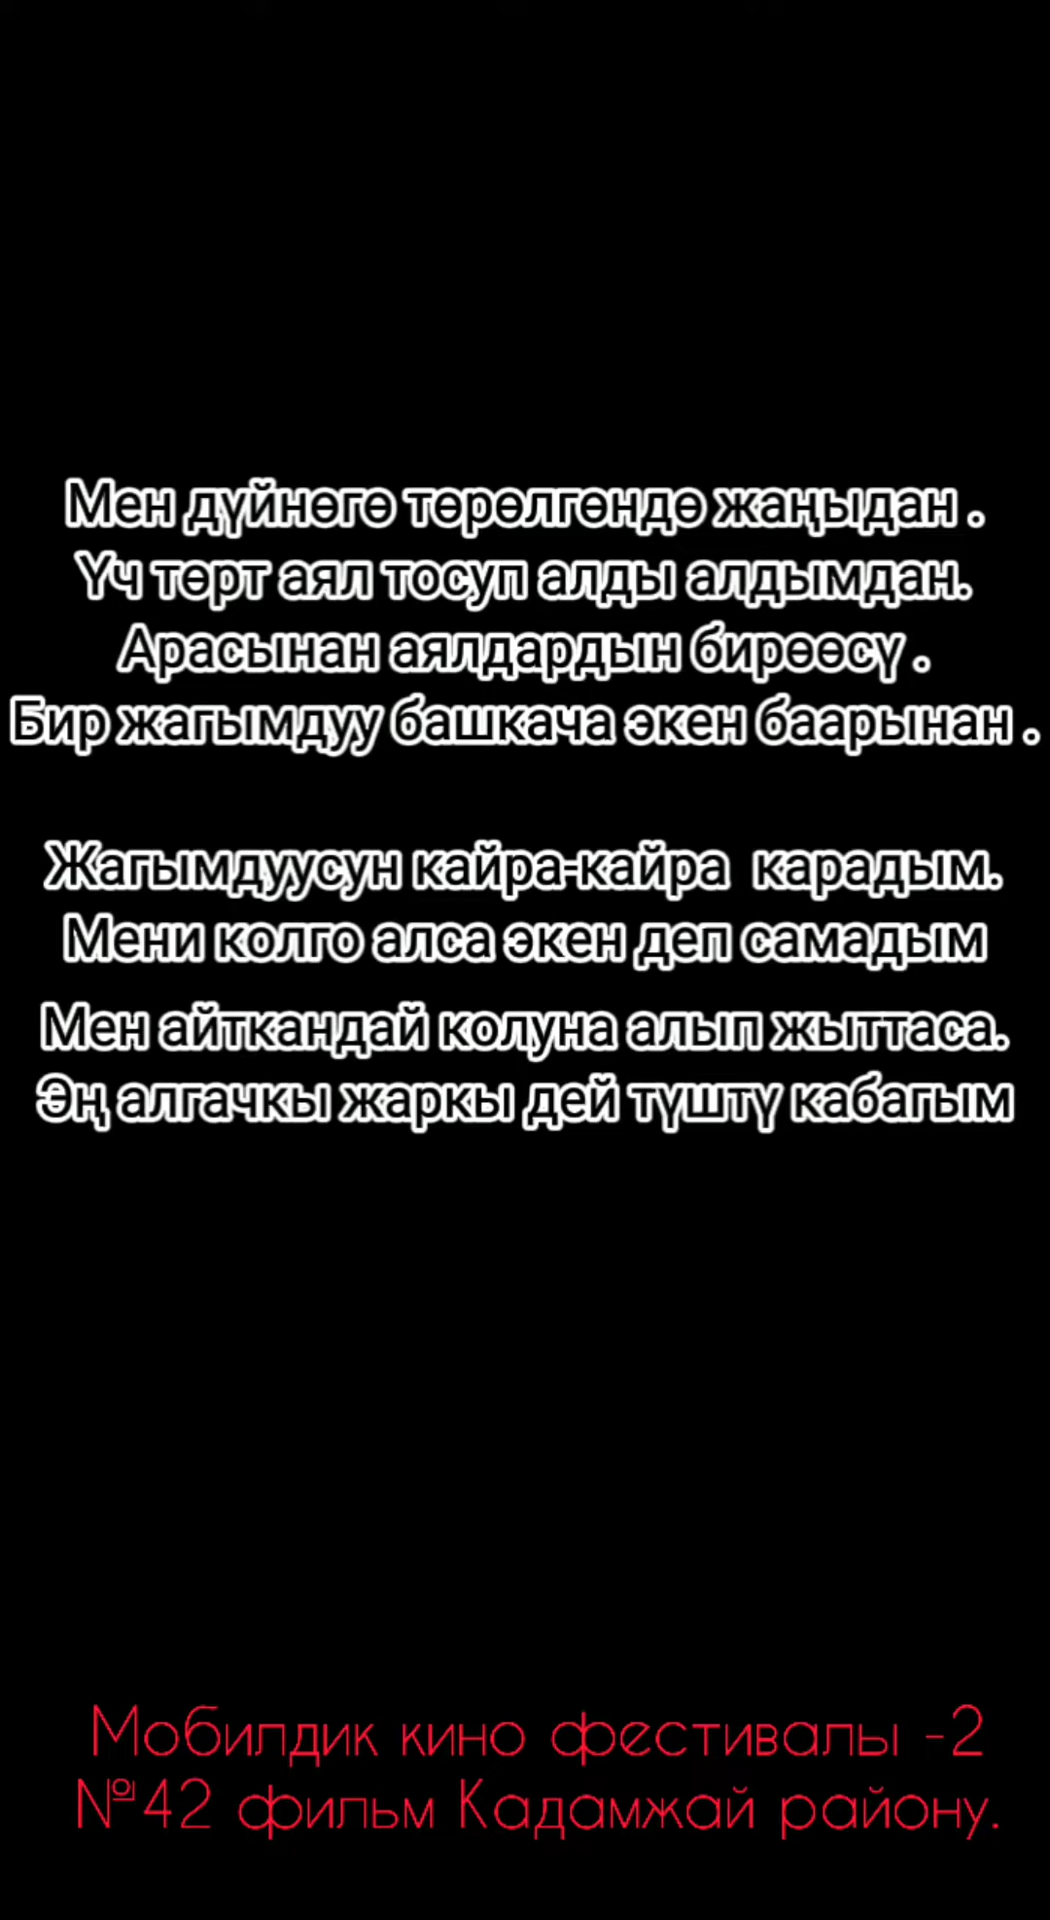 Мен дүйнөгө төрөлгөндө жаңыдан .
Үч төрт аял тосуп алды алдымдан.
Арасынан аялдардын бирөөсү .
Бир жагымдуу башкача экен баарынан .
Жагымдуусун кайра-кайра карадым.
Мени колго алса экен деп самадым
Мен айткандай колуна алып жыттаса.
Эң алгачкы жаркы дей түштү кабагым
Мобилдик кино фестивалы -2
№42 фильм Кадамжай району.